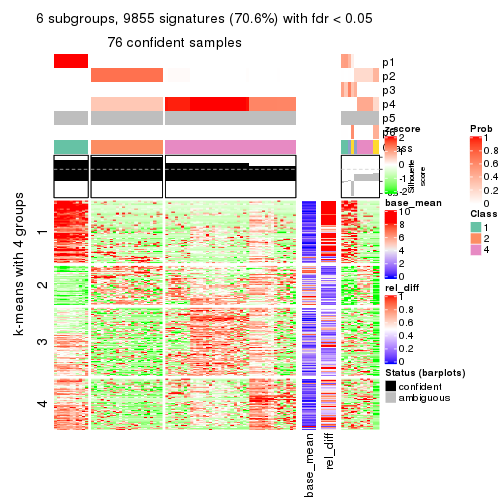 6 subgroups, 9855 signatures (70.6%) with fdr < 0.05
76 confident samples
p1
p2
p3
p4
p5
p6
Class
z-score
2
1
0
-1
-2
Silhouette
score
Prob
1
0.8
0.6
0.4
0.2
0
Class
1
2
4
base_mean
10
8
6
4
2
0
rel_diff
1
0.8
0.6
0.4
0.2
0
Status (barplots)
confident
ambiguous
k-means with 4 groups
1
2
3
4
base_mean
rel_diff